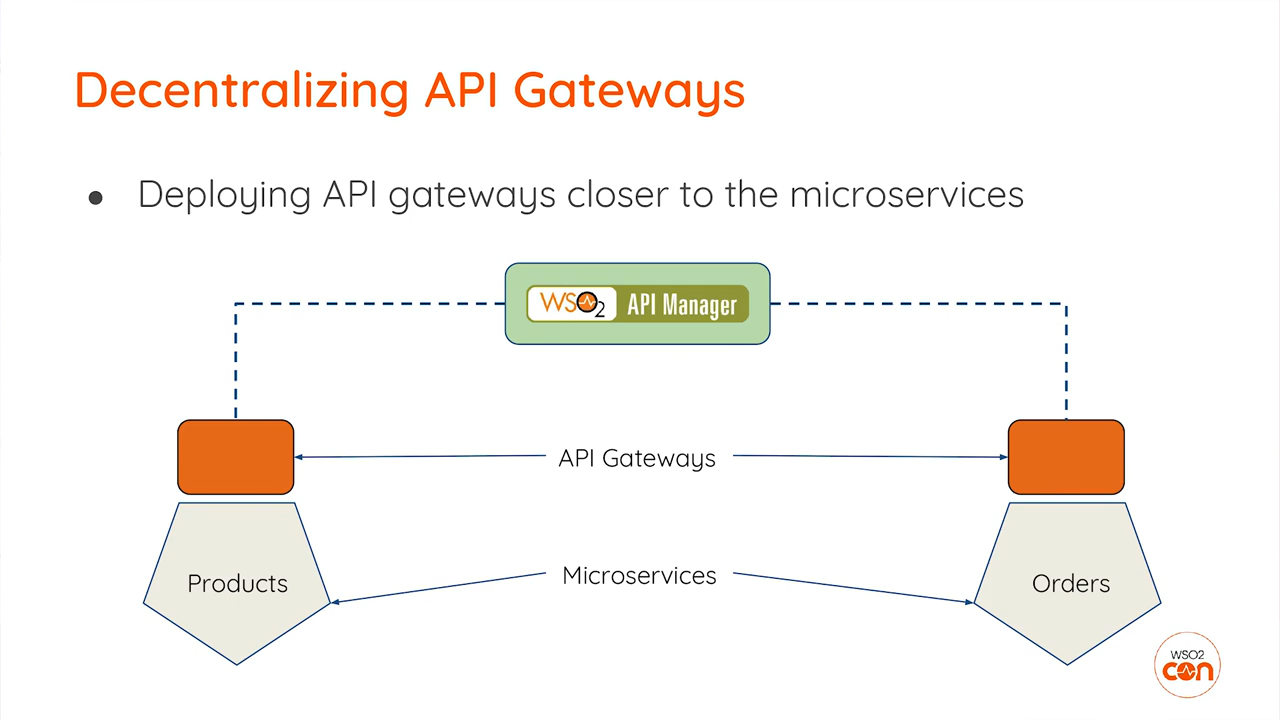 Decentralizing API Gateways
● Deploying API gateways closer to the microservices
WSO2 API Manager
API Gateways
Microservices
Products
Orders
WSO2
con